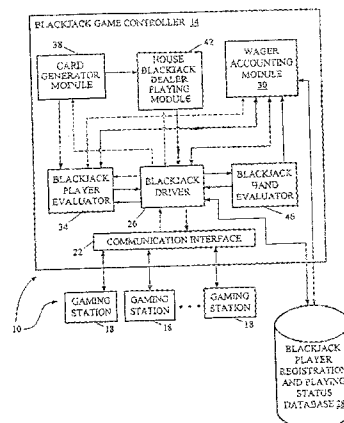 BLACKJACK GAME CONTROLLER 14
38
CARD
GENERATOR
MODULE
42
HOUSE
BLACKJACK
DEALER
PLAYING
MODULE
WAGER
ACCOUNTING
MODULE
30
BLACKJACK
PLAYER
EVALUATOR
34
BLACKJACK
DRIVER
26
BLACKJACK
HAND
EVALUATOR
46
22
COMMUNICATION INTERFACE
10
GAMING
STATION
18
GAMING
STATION
18
GAMING
STATION
18
BLACKJACK
PLAYER
REGISTRATION
AND PLAYING
STATUS
DATABASE 28